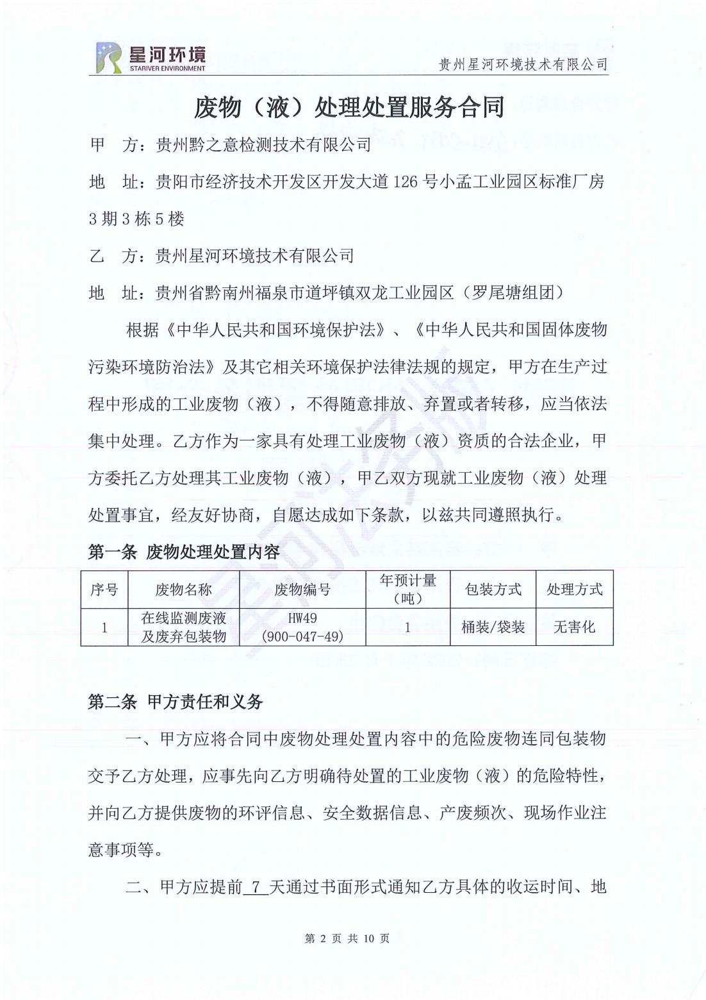 星河环境
STARIVER ENVIRONMENT
贵州星河环境技术有限公司
废物（液）处理处置服务合同
甲　方：贵州黔之意检测技术有限公司
地　址：贵阳市经济技术开发区开发大道 126 号小孟工业园区标准厂房
3 期 3 栋 5 楼
乙　方：贵州星河环境技术有限公司
地　址：贵州省黔南州福泉市道坪镇双龙工业园区（罗尾塘组团）
根据《中华人民共和国环境保护法》、《中华人民共和国固体废物
污染环境防治法》及其它相关环境保护法律法规的规定，甲方在生产过
程中形成的工业废物（液），不得随意排放、弃置或者转移，应当依法
集中处理。乙方作为一家具有处理工业废物（液）资质的合法企业，甲
方委托乙方处理其工业废物（液），甲乙双方现就工业废物（液）处理
处置事宜，经友好协商，自愿达成如下条款，以兹共同遵照执行。
第一条 废物处理处置内容
序号 废物名称 废物编号 年预计量（吨） 包装方式 处理方式
1 在线监测废液及废弃包装物 HW49 (900-047-49) 1 桶装/袋装 无害化
第二条 甲方责任和义务
一、甲方应将合同中废物处理处置内容中的危险废物连同包装物
交予乙方处理，应事先向乙方明确待处置的工业废物（液）的危险特性，
并向乙方提供废物的环评信息、安全数据信息、产废频次、现场作业注
意事项等。
二、甲方应提前 7 天通过书面形式通知乙方具体的收运时间、地
第 2 页 共 10 页
星河法务版